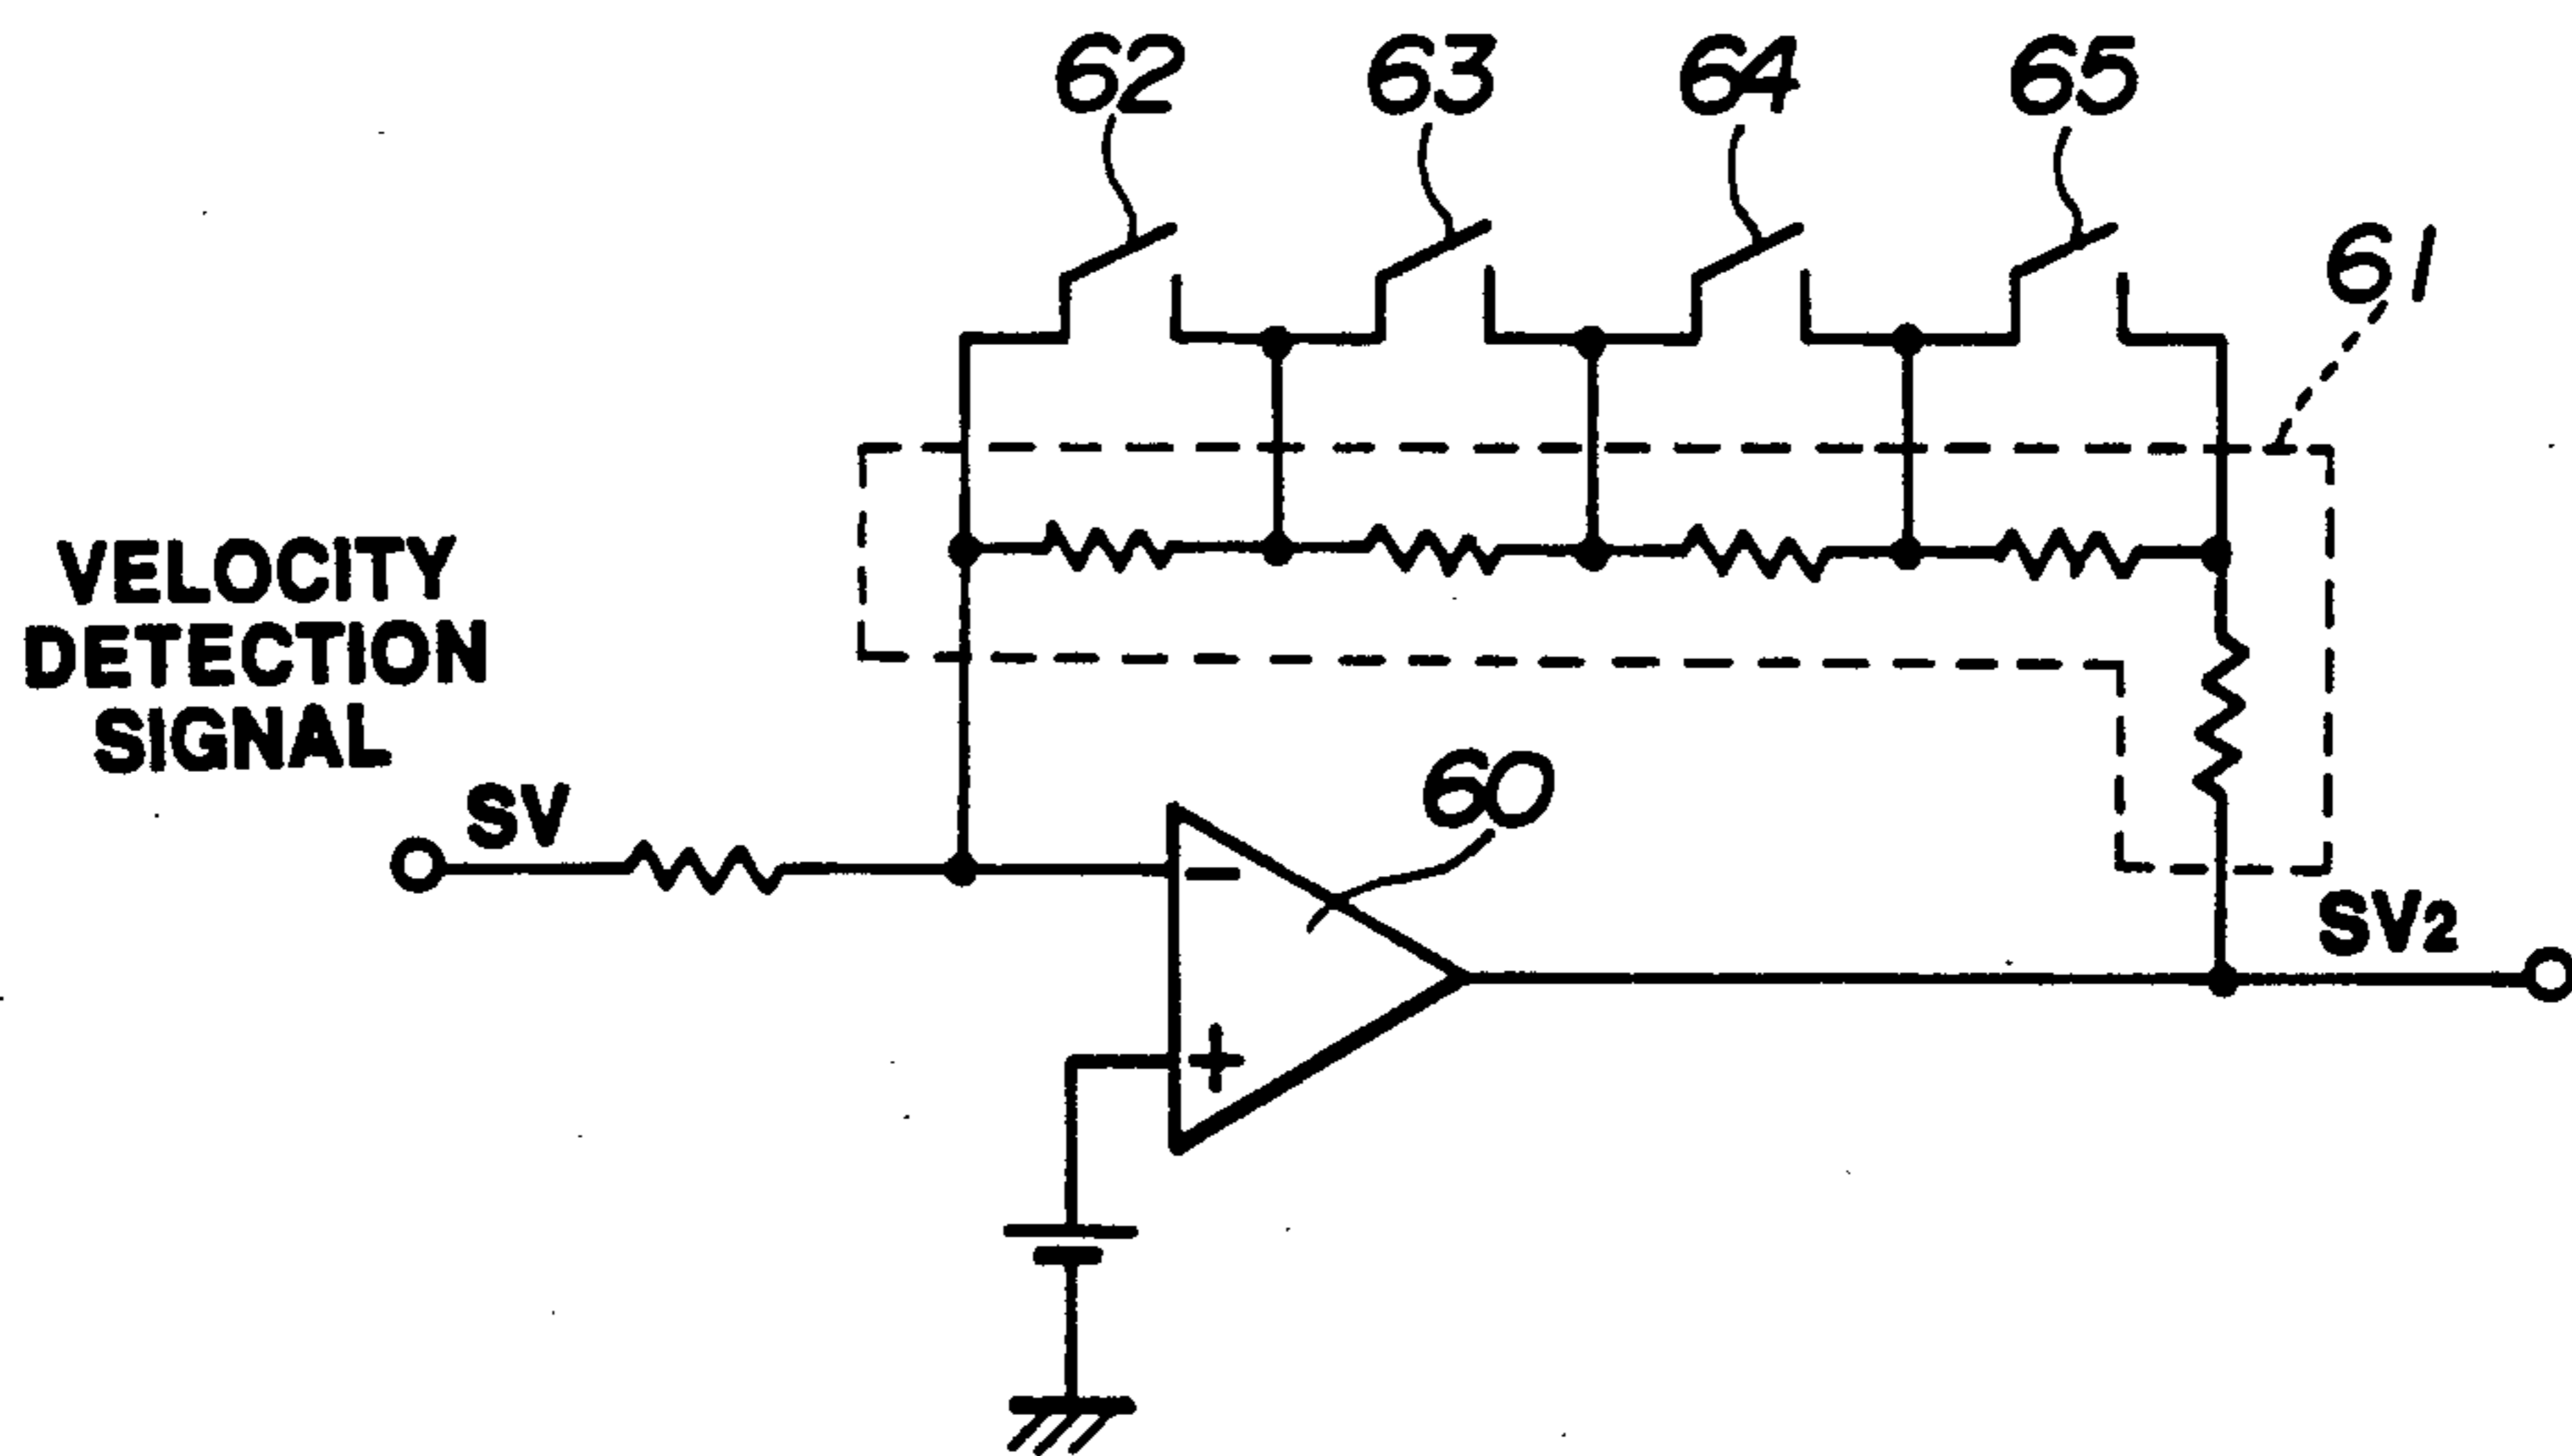 62 63 64 65
61
VELOCITY
DETECTION
SIGNAL
SV
60
−
+
SV2